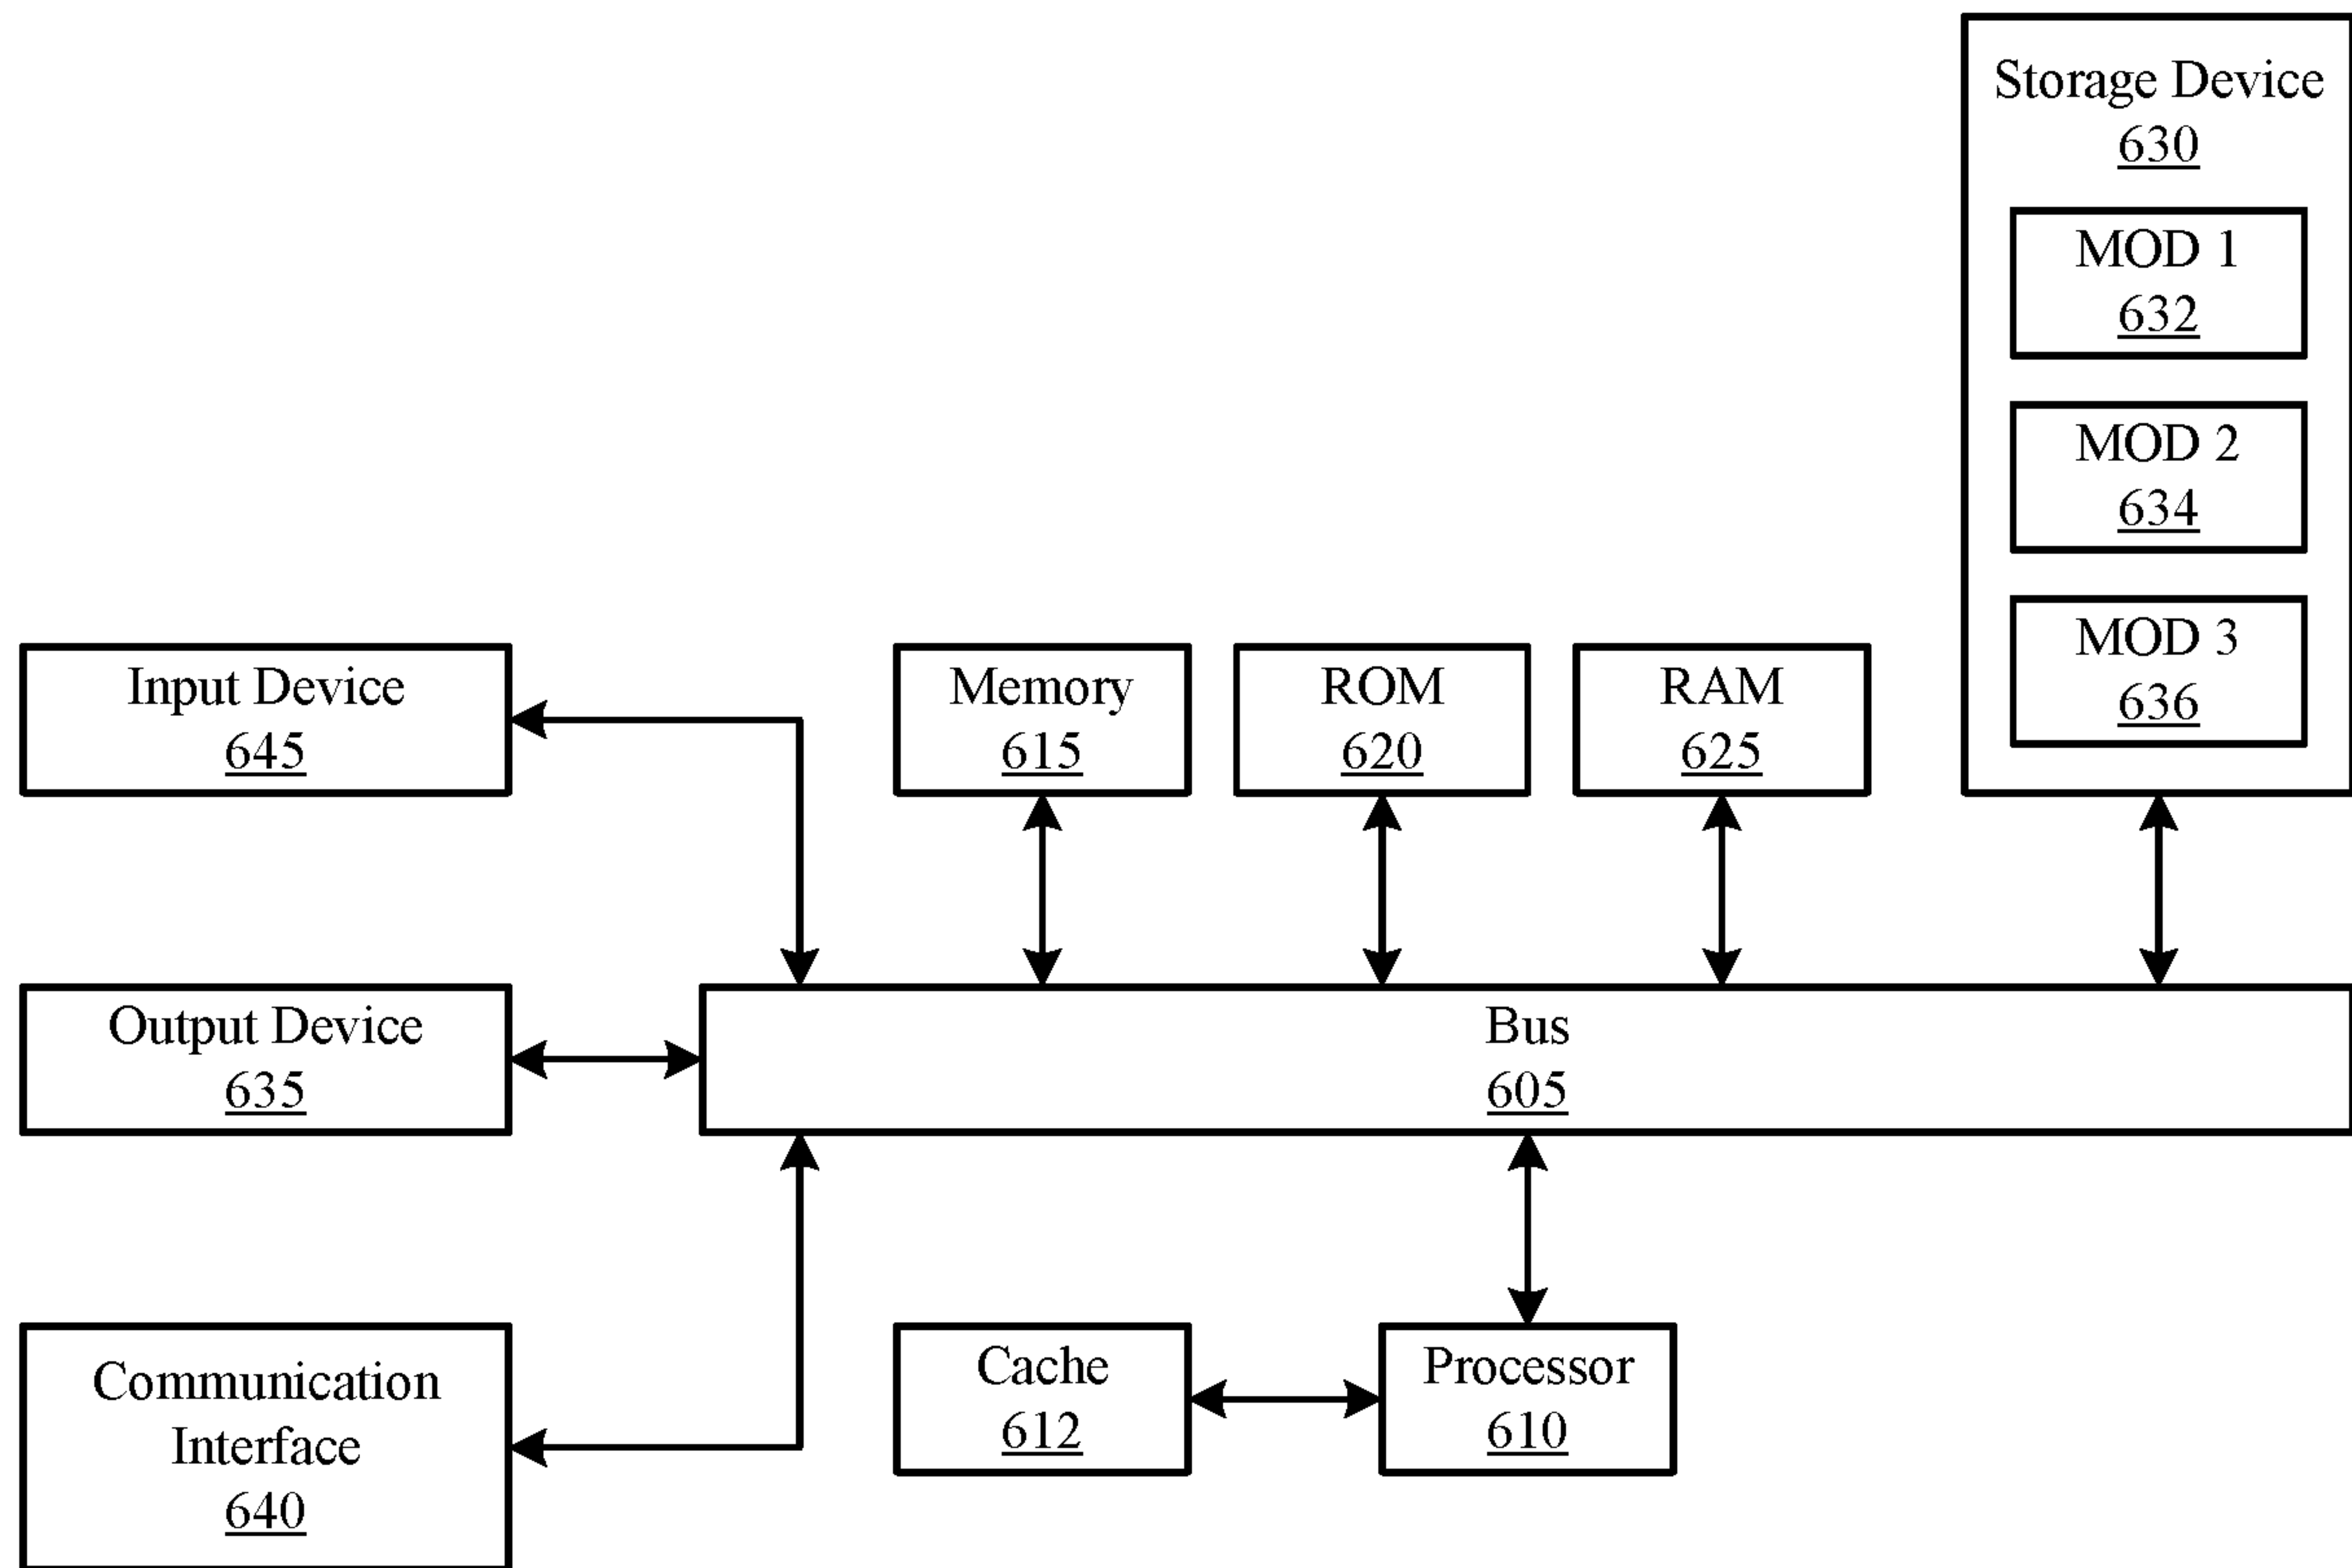 Storage Device
630
MOD 1
632
MOD 2
634
MOD 3
636
Input Device
645
Memory
615
ROM
620
RAM
625
Output Device
635
Bus
605
Communication
Interface
640
Cache
612
Processor
610